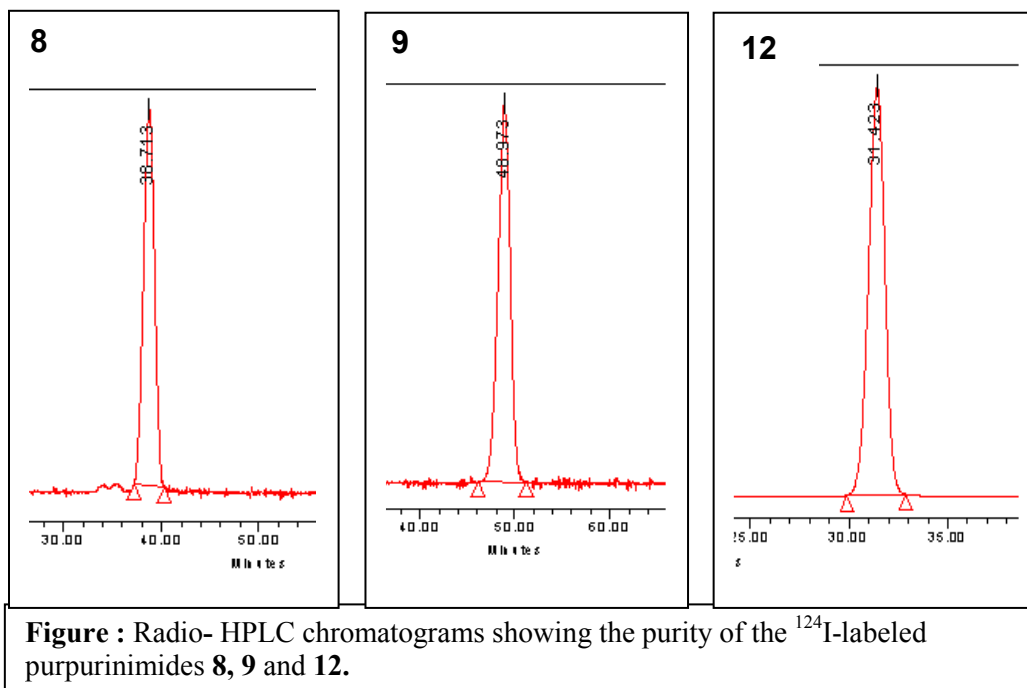 8
38.713
30.00 40.00 50.00
Minutes
9
48.973
40.00 50.00 60.00
Minutes
12
31.423
25.00 30.00 35.00
s
Figure : Radio- HPLC chromatograms showing the purity of the ¹²⁴I-labeled
purpurinimides 8, 9 and 12.